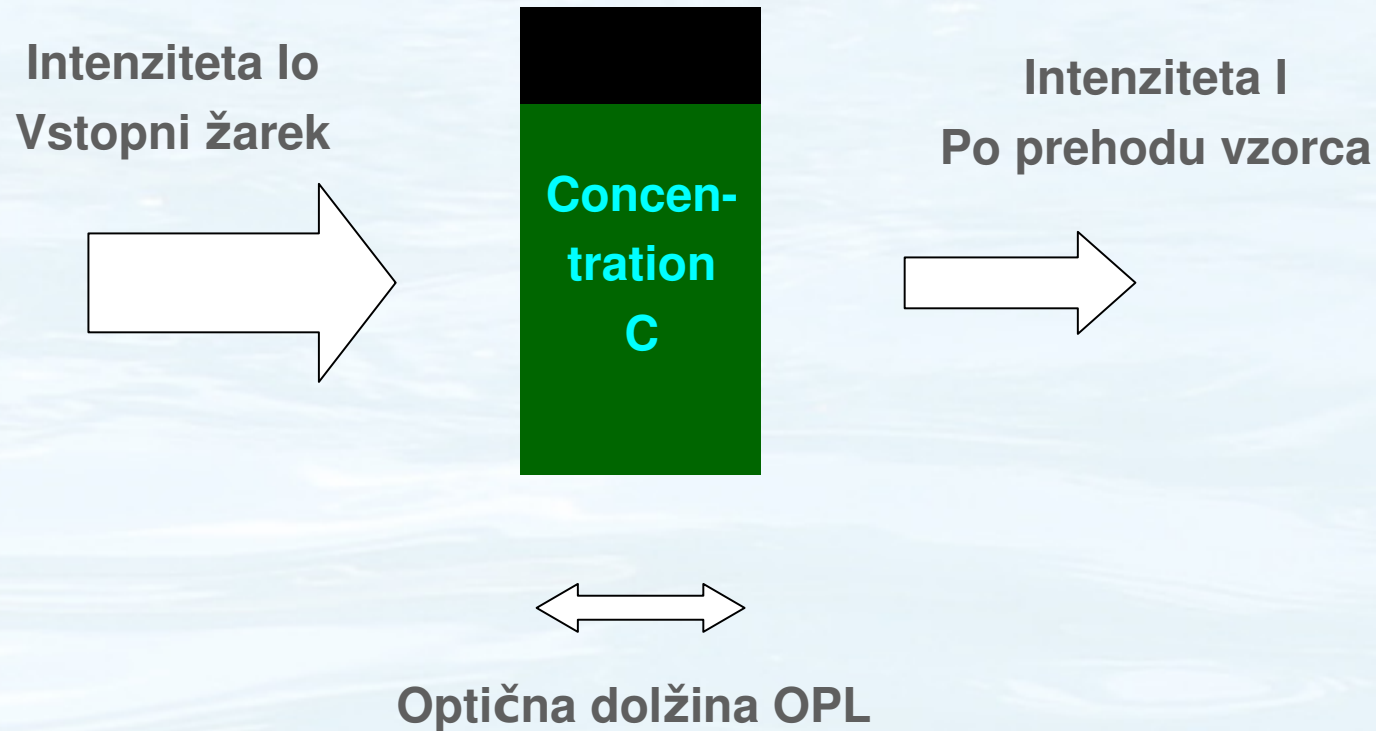 Intenziteta Io
Vstopni žarek
Concen-
tration
C
Intenziteta I
Po prehodu vzorca
Optična dolžina OPL